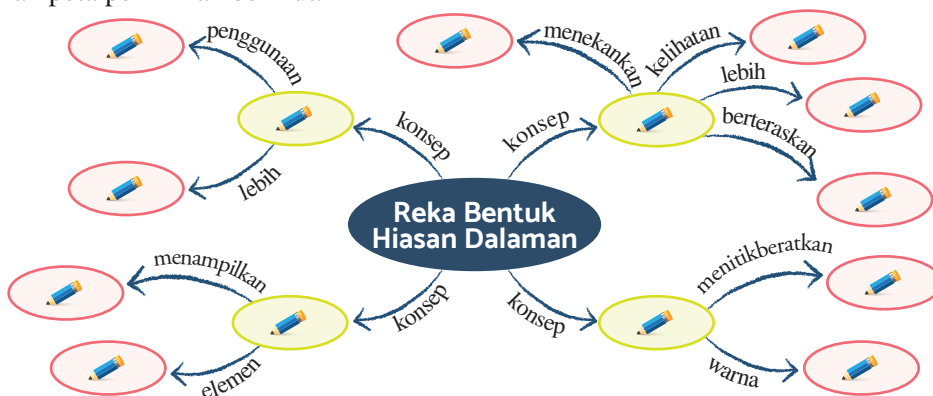 penggunaan
lebih
konsep
menekankan
kelihatan
lebih
berteraskan
konsep
Reka Bentuk
Hiasan Dalaman
menampilkan
elemen
konsep
menitikberatkan
warna
konsep